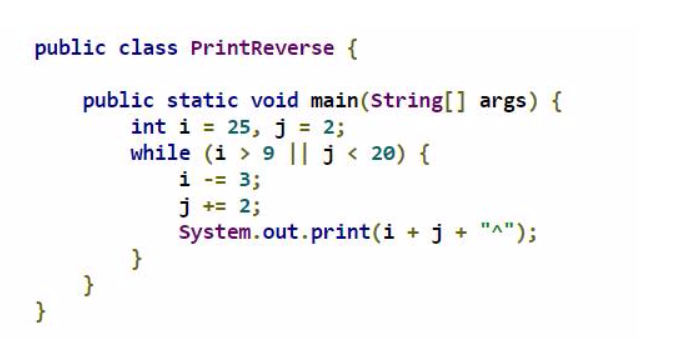 public class PrintReverse {
public static void main(String[] args) {
int i = 25, j = 2;
while (i > 9 || j < 20) {
i -= 3;
j += 2;
System.out.print(i + j + "^");
}
}
}